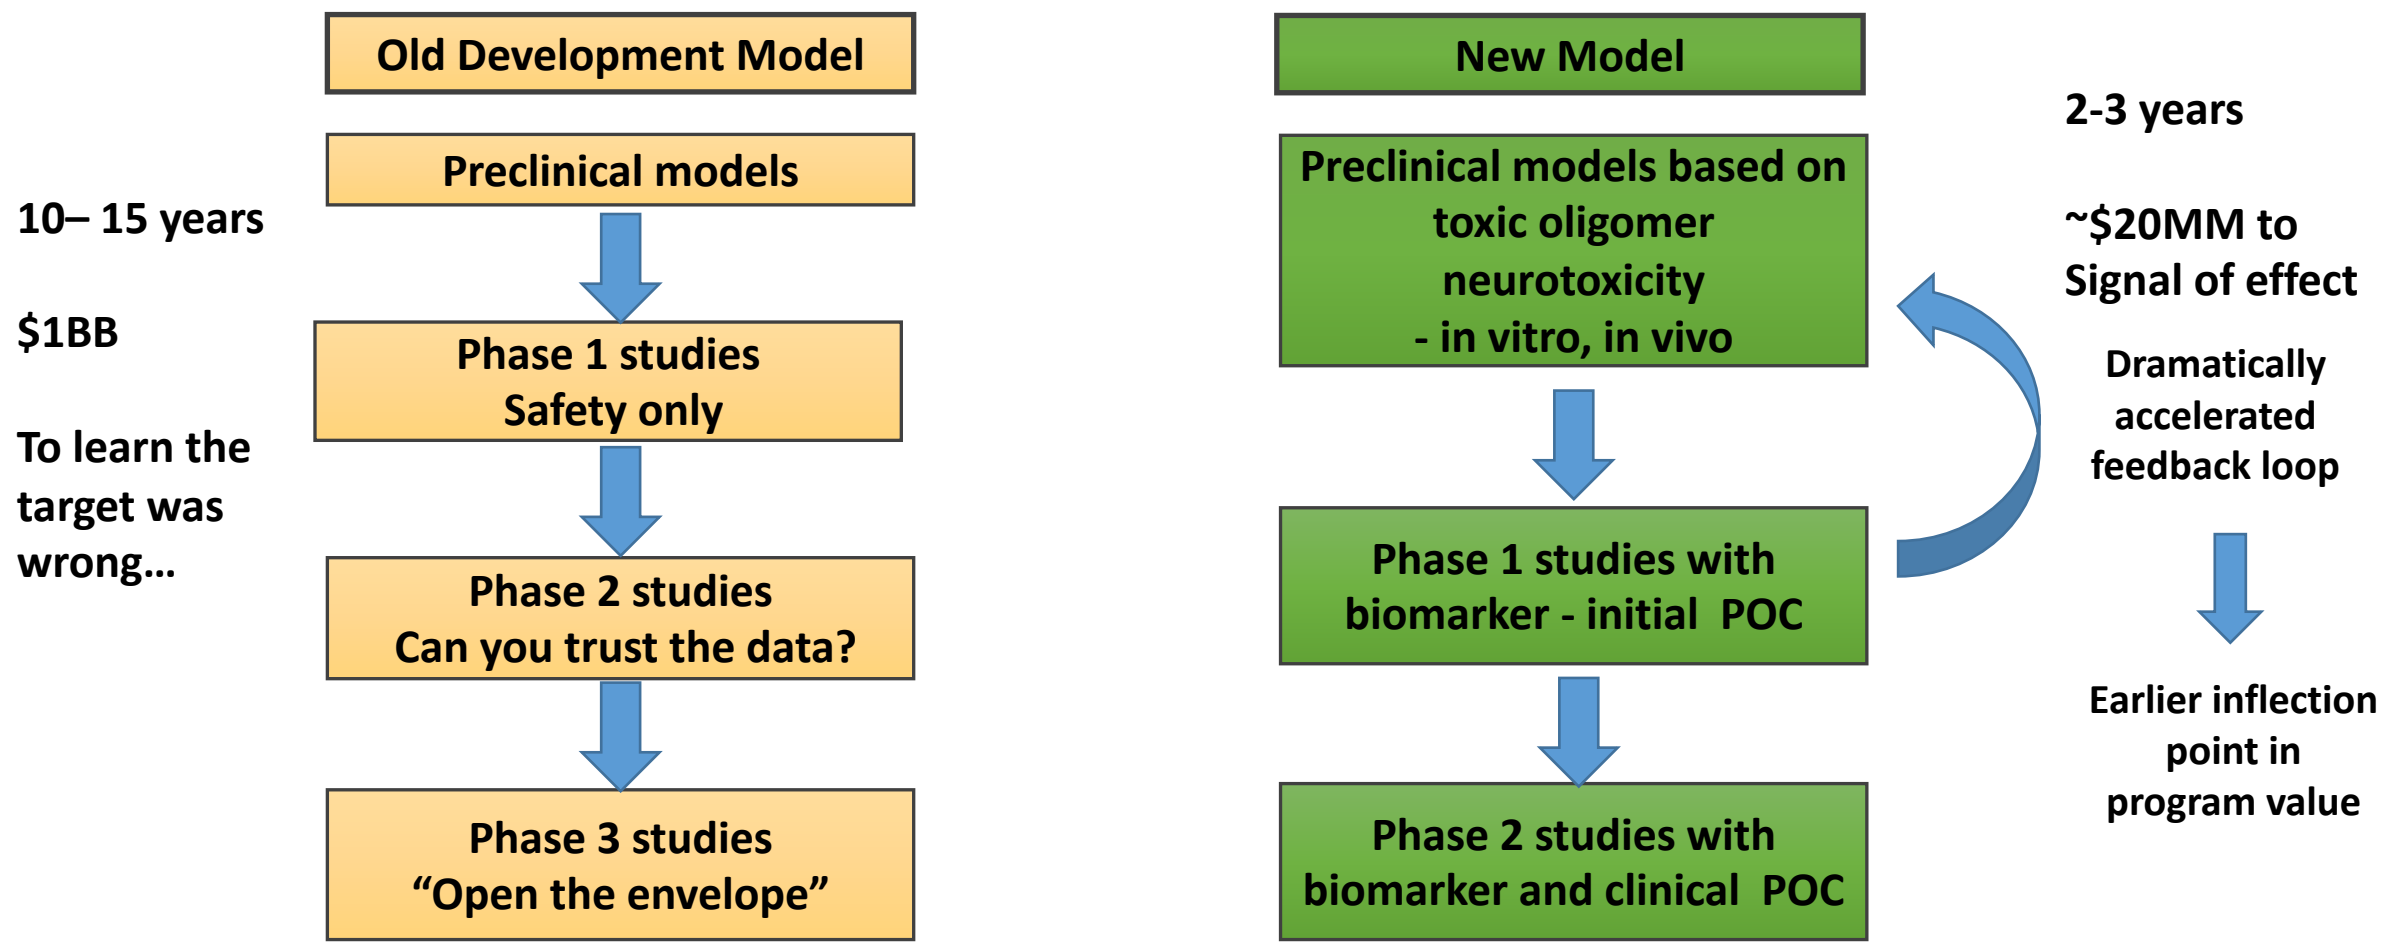 Old Development Model
Preclinical models
10– 15 years
$1BB
To learn the
target was
wrong…
Phase 1 studies
Safety only
Phase 2 studies
Can you trust the data?
Phase 3 studies
“Open the envelope”
New Model
Preclinical models based on
toxic oligomer
neurotoxicity
- in vitro, in vivo
Phase 1 studies with
biomarker - initial  POC
Phase 2 studies with
biomarker and clinical  POC
2-3 years
~$20MM to
Signal of effect
Dramatically
accelerated
feedback loop
Earlier inflection
point in
program value